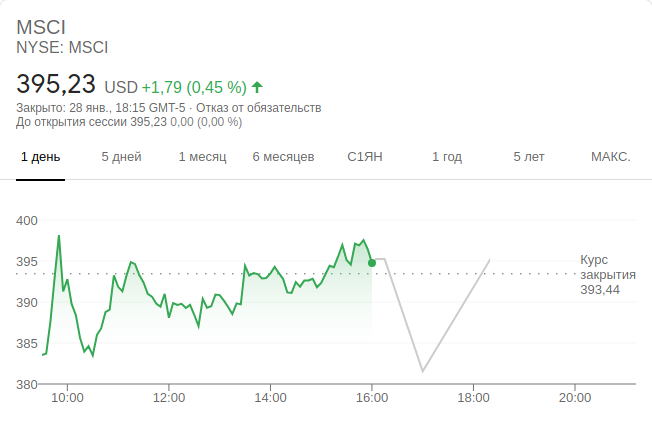 MSCI
NYSE: MSCI
395,23 USD +1,79 (0,45 %)
Закрыто: 28 янв., 18:15 GMT-5 · Отказ от обязательств
До открытия сессии 395,23 0,00 (0,00 %)
1 день 5 дней 1 месяц 6 месяцев С1ЯН 1 год 5 лет МАКС.
400
395
390
385
380
Курс
закрытия
393,44
10:00 12:00 14:00 16:00 18:00 20:00